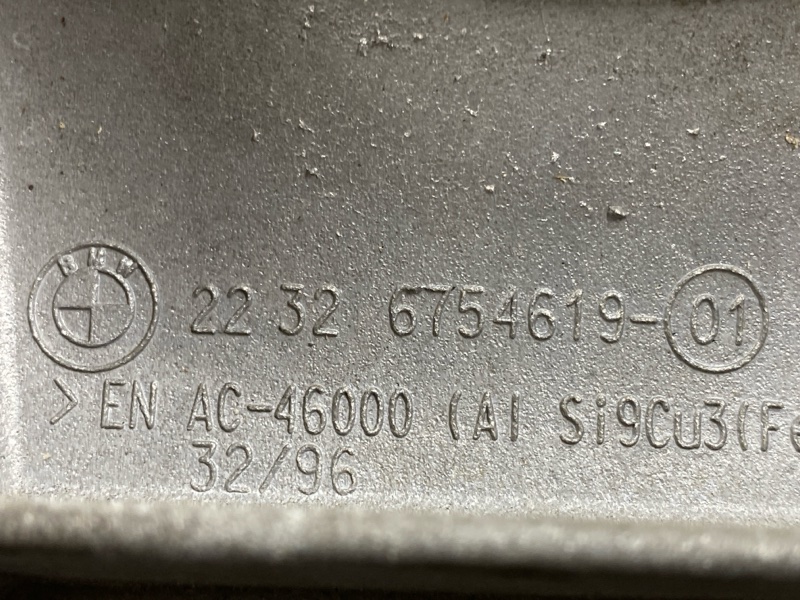 BMW 22 32 6754619-01
>EN AC-46000 (Al Si9Cu3(Fe
32/96